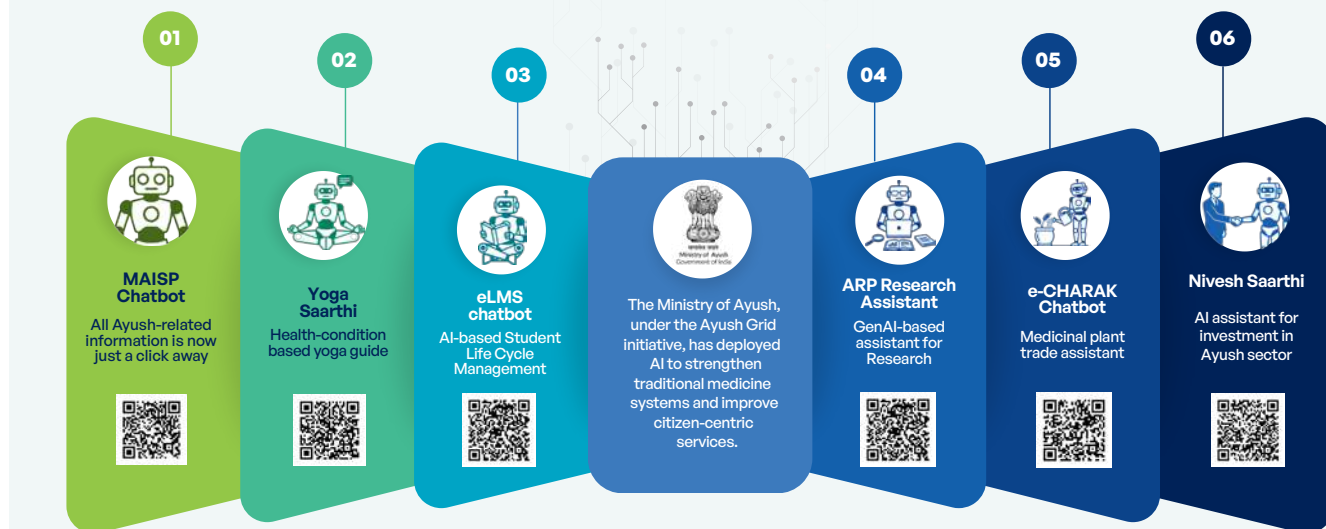 01
MAISP
Chatbot
All Ayush-related
information is now
just a click away
02
Yoga
Saarthi
Health-condition
based yoga guide
03
eLMS
chatbot
AI-based Student
Life Cycle
Management
सत्यमेव जयते
Ministry of Ayush
Government of India
The Ministry of Ayush,
under the Ayush Grid
initiative, has deployed
AI to strengthen
traditional medicine
systems and improve
citizen-centric
services.
04
ARP Research
Assistant
GenAI-based
assistant for
Research
05
e-CHARAK
Chatbot
Medicinal plant
trade assistant
06
Nivesh Saarthi
AI assistant for
investment in
Ayush sector